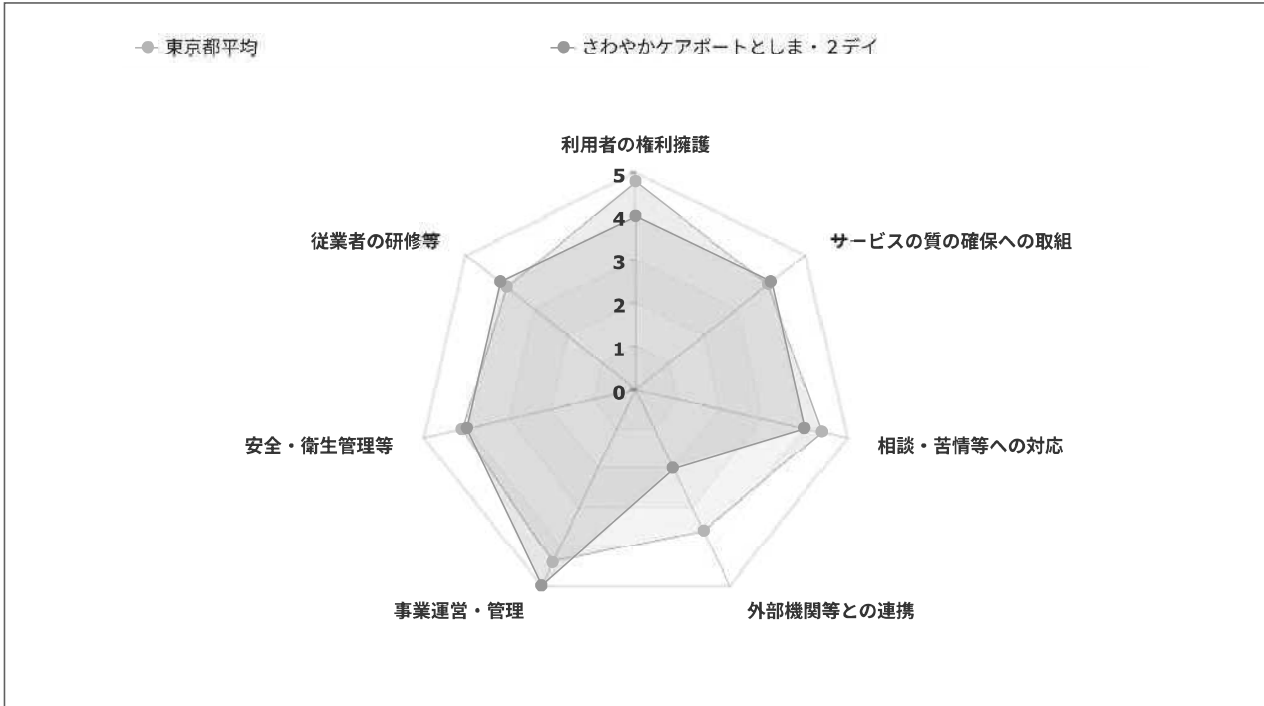 東京都平均
さわやかケアポートとしま・２デイ
利用者の権利擁護
5
従業者の研修等
サービスの質の確保への取組
4
3
2
1
0
安全・衛生管理等
相談・苦情等への対応
事業運営・管理
外部機関等との連携